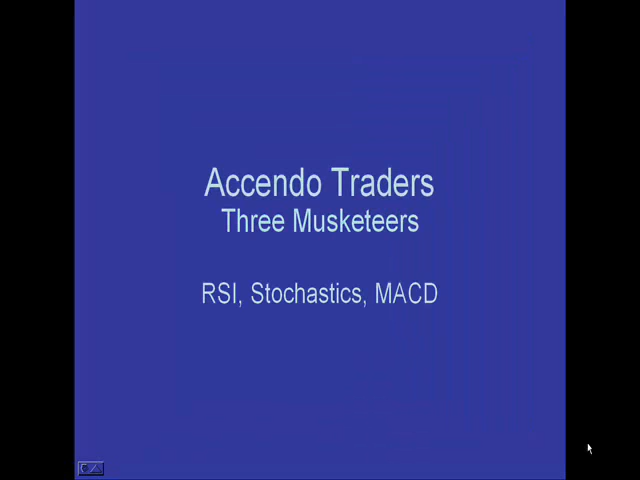 Accendo Traders
Three Musketeers
RSI, Stochastics, MACD